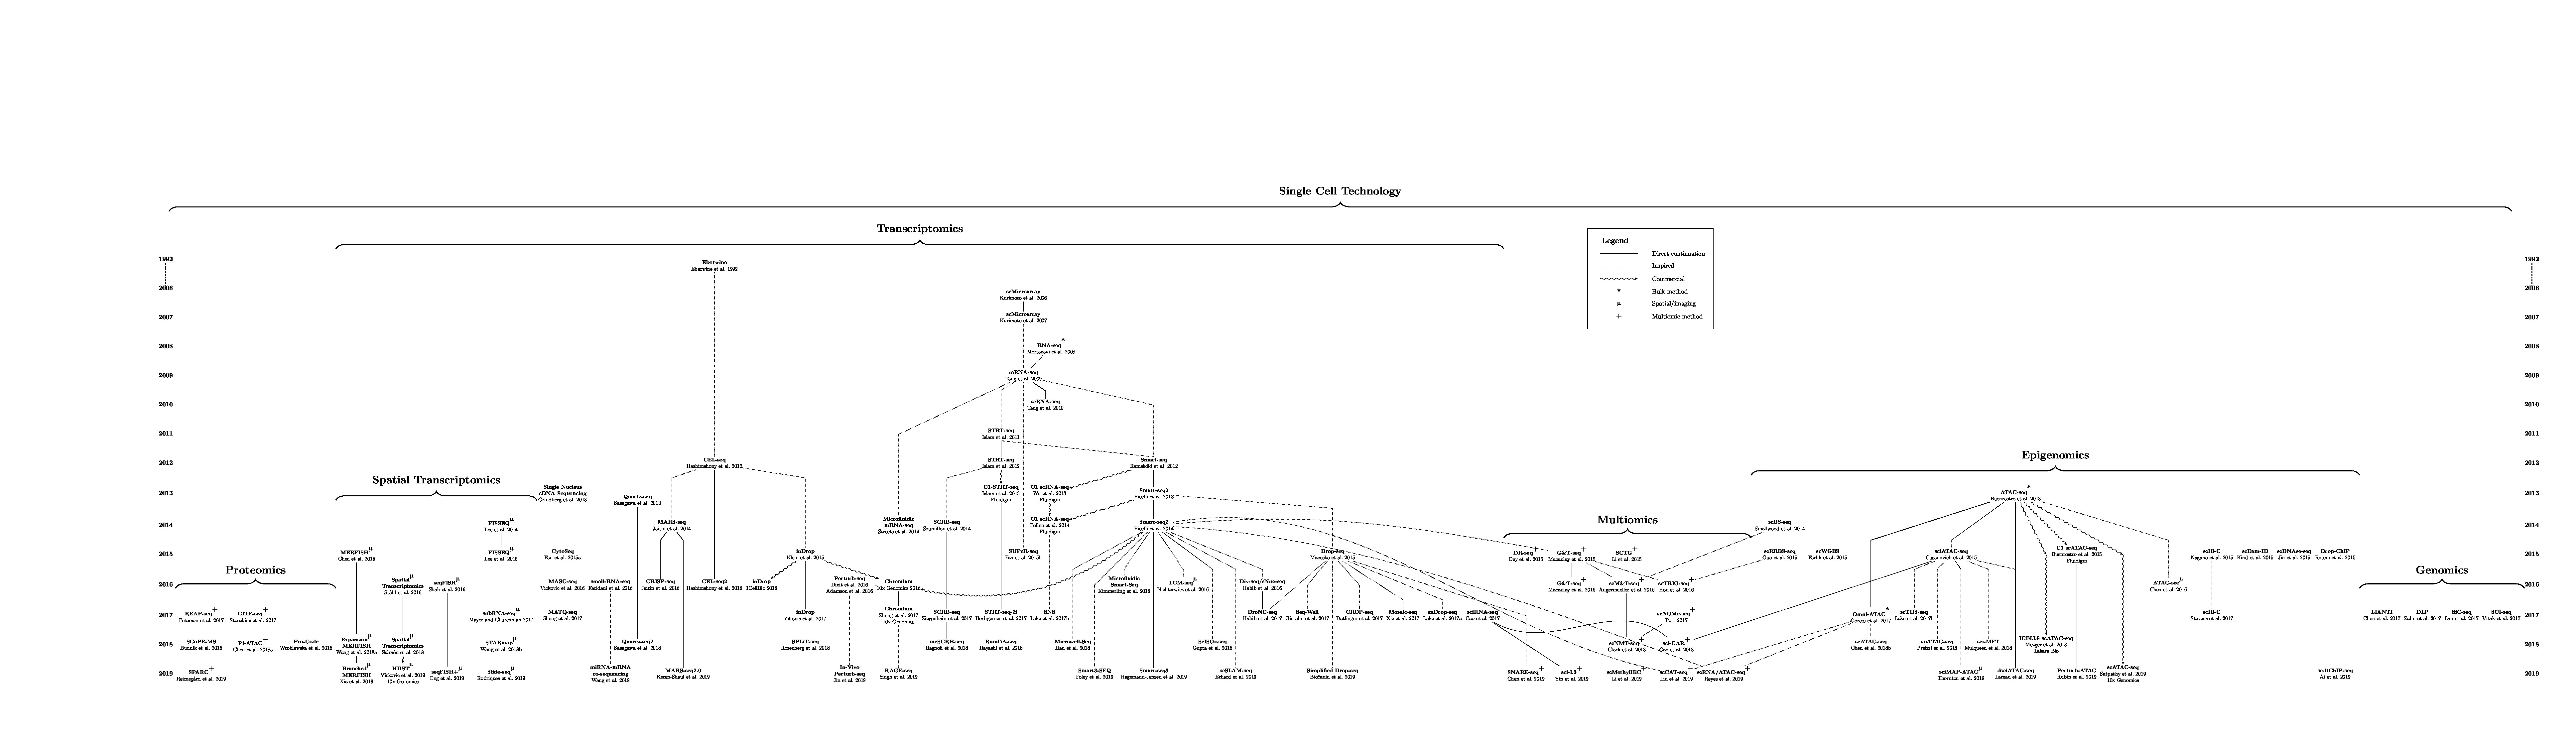 Single Cell Technology
Transcriptomics
Legend
Direct continuation
Inspired
Commercial
* Bulk method
μ Spatial/imaging
+ Multiomic method
1992
1992
Eberwine
Eberwine et al. 1992
2006
2006
scMicroarray
Kurimoto et al. 2006
2007
2007
scMicroarray
Kurimoto et al. 2007
2008
2008
RNA-seq*
Mortazavi et al. 2008
2009
2009
mRNA-seq
Tang et al. 2009
2010
2010
scRNA-seq
Tang et al. 2010
2011
2011
STRT-seq
Islam et al. 2011
Epigenomics
2012
2012
CEL-seq
Hashimshony et al. 2012
STRT-seq
Islam et al. 2012
Smart-seq
Ramsköld et al. 2012
Spatial Transcriptomics
2013
2013
Single Nucleus
cDNA Sequencing
Grindberg et al. 2013
Quartz-seq
Sasagawa et al. 2013
C1-STRT-seq
Islam et al. 2013
Fluidigm
C1 scRNA-seq
Wu et al. 2013
Fluidigm
Smart-seq2
Picelli et al. 2013
ATAC-seq*
Buenrostro et al. 2013
Multiomics
2014
2014
FISSEQμ
Lee et al. 2014
MARS-seq
Jaitin et al. 2014
Microfluidic
mRNA-seq
Streets et al. 2014
SCRB-seq
Soumillon et al. 2014
C1 scRNA-seq
Pollen et al. 2014
Fluidigm
Smart-seq2
Picelli et al. 2014
scBS-seq
Smallwood et al. 2014
2015
2015
MERFISHμ
Chen et al. 2015
FISSEQμ
Lee et al. 2015
CytoSeq
Fan et al. 2015a
inDrop
Klein et al. 2015
SUPeR-seq
Fan et al. 2015b
Drop-seq
Macosko et al. 2015
DR-seq+
Dey et al. 2015
G&T-seq+
Macaulay et al. 2015
SCTG+
Li et al. 2015
scRRBS-seq
Guo et al. 2015
scWGBS
Farlik et al. 2015
sciATAC-seq
Cusanovich et al. 2015
C1 scATAC-seq
Buenrostro et al. 2015
Fluidigm
scHi-C
Nagano et al. 2015
scDam-ID
Kind et al. 2015
scDNAse-seq
Jin et al. 2015
Drop-ChIP
Rotem et al. 2015
Proteomics
Genomics
2016
2016
Spatialμ
Transcriptomics
Ståhl et al. 2016
seqFISHμ
Shah et al. 2016
MASC-seq
Vickovic et al. 2016
small-RNA-seq
Faridani et al. 2016
CRISP-seq
Jaitin et al. 2016
CEL-seq2
Hashimshony et al. 2016
inDrop
1CellBio 2016
Perturb-seq
Dixit et al. 2016
Adamson et al. 2016
Chromium
10x Genomics 2016
Microfluidic
Smart-Seq
Kimmerling et al. 2016
LCM-seqμ
Nichterwitz et al. 2016
Div-seq/sNuc-seq
Habib et al. 2016
G&T-seq+
Macaulay et al. 2016
scM&T-seq+
Angermueller et al. 2016
scTRIO-seq+
Hou et al. 2016
ATAC-seeμ
Chen et al. 2016
2017
2017
REAP-seq+
Peterson et al. 2017
CITE-seq+
Stoeckius et al. 2017
subRNA-seqμ
Mayer and Churchman 2017
MATQ-seq
Sheng et al. 2017
inDrop
Zilionis et al. 2017
Chromium
Zheng et al. 2017
10x Genomics
SCRB-seq
Ziegenhain et al. 2017
STRT-seq-2i
Hochgerner et al. 2017
SNS
Lake et al. 2017b
DroNC-seq
Habib et al. 2017
Seq-Well
Gierahn et al. 2017
CROP-seq
Datlinger et al. 2017
Mosaic-seq
Xie et al. 2017
snDrop-seq
Lake et al. 2017a
sciRNA-seq
Cao et al. 2017
scNOMe-seq+
Pott 2017
Omni-ATAC*
Corces et al. 2017
scTHS-seq
Lake et al. 2017b
scHi-C
Stevens et al. 2017
LIANTI
Chen et al. 2017
DLP
Zahn et al. 2017
SiC-seq
Lan et al. 2017
SCI-seq
Vitak et al. 2017
2018
2018
SCoPE-MS
Budnik et al. 2018
Pi-ATAC+
Chen et al. 2018a
Pro-Code
Wroblewska et al. 2018
Expansionμ
MERFISH
Wang et al. 2018a
Spatialμ
Transcriptomics
Salmén et al. 2018
STARmapμ
Wang et al. 2018b
Quartz-seq2
Sasagawa et al. 2018
SPLiT-seq
Rosenberg et al. 2018
mcSCRB-seq
Bagnoli et al. 2018
RamDA-seq
Hayashi et al. 2018
Microwell-Seq
Han et al. 2018
ScISOr-seq
Gupta et al. 2018
scNMT-seq+
Clark et al. 2018
sci-CAR+
Cao et al. 2018
scATAC-seq
Chen et al. 2018b
snATAC-seq
Preissl et al. 2018
sci-MET
Mulqueen et al. 2018
ICELL8 scATAC-seq
Mezger et al. 2018
Takara Bio
2019
2019
SPARC+
Reimegård et al. 2019
Branchedμ
MERFISH
Xia et al. 2019
HDSTμ
Vickovic et al. 2019
10x Genomics
seqFISH+μ
Eng et al. 2019
Slide-seqμ
Rodriques et al. 2019
miRNA-mRNA
co-sequencing
Wang et al. 2019
MARS-seq2.0
Keren-Shaul et al. 2019
In-Vivo
Perturb-seq
Jin et al. 2019
RAGE-seq
Singh et al. 2019
Smart3-SEQ
Foley et al. 2019
Smart-seq3
Hagemann-Jensen et al. 2019
scSLAM-seq
Erhard et al. 2019
Simplified Drop-seq
Biočanin et al. 2019
SNARE-seq+
Chen et al. 2019
sci-L3+
Yin et al. 2019
scMethylHiC+
Li et al. 2019
scCAT-seq+
Liu et al. 2019
scRNA/ATAC-seq+
Reyes et al. 2019
sciMAP-ATACμ
Thornton et al. 2019
dsciATAC-seq
Lareau et al. 2019
Perturb-ATAC
Rubin et al. 2019
scATAC-seq
Satpathy et al. 2019
10x Genomics
sc-itChIP-seq
Ai et al. 2019